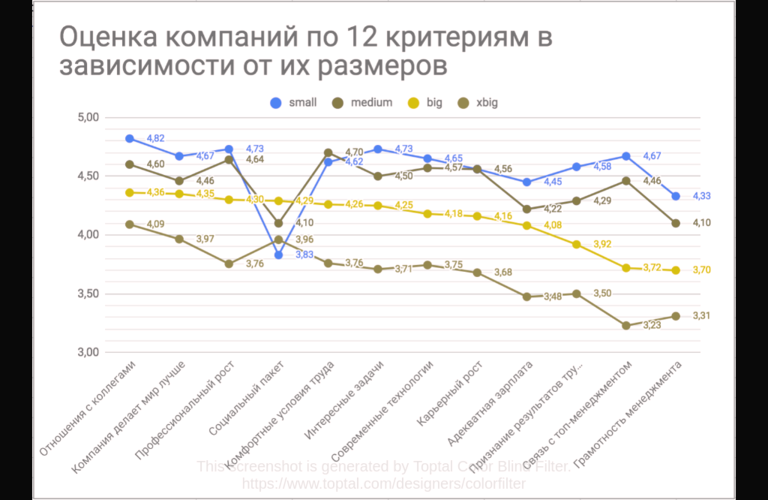 Оценка компаний по 12 критериям в
зависимости от их размеров
small medium big xbig
5,00
4,50
4,00
3,50
3,00
4,82 4,67 4,73 3,83 4,62 4,73 4,65 4,45 4,58 4,67 4,33
4,60 4,46 4,64 4,10 4,70 4,50 4,57 4,56 4,22 4,29 4,46 4,10
4,36 4,35 4,30 4,29 4,26 4,25 4,18 4,16 4,08 3,92 3,72 3,70
4,09 3,97 3,76 3,96 3,76 3,71 3,75 3,68 3,48 3,50 3,23 3,31
Отношения с коллегами
Компания делает мир лучше
Профессиональный рост
Социальный пакет
Комфортные условия труда
Интересные задачи
Современные технологии
Карьерный рост
Адекватная зарплата
Признание результатов тру...
Связь с топ-менеджментом
Грамотность менеджмента
This screenshot is generated by Toptal Color Blind Filter.
https://www.toptal.com/designers/colorfilter